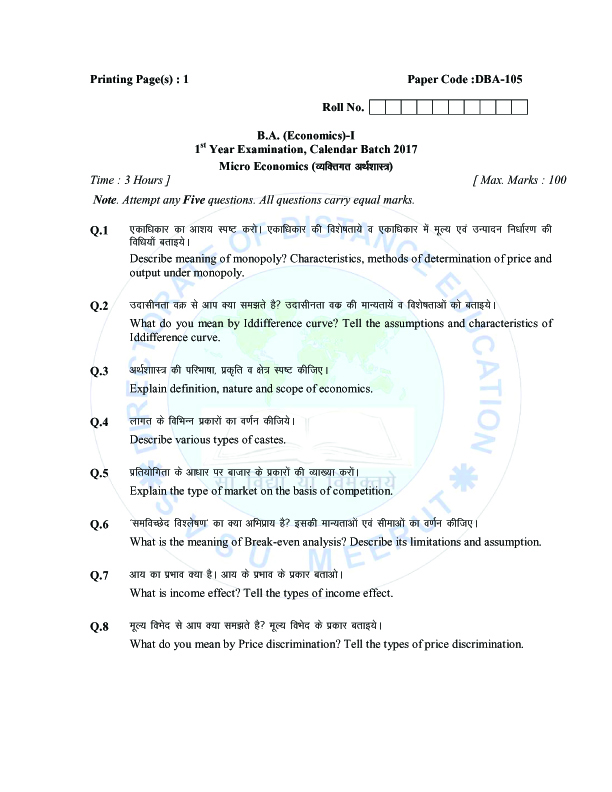 Printing Page(s) : 1 Paper Code :DBA-105
Roll No.
B.A. (Economics)-I
1st Year Examination, Calendar Batch 2017
Micro Economics (व्यक्तिगत अर्थशास्त्र)
Time : 3 Hours ] [ Max. Marks : 100
Note. Attempt any Five questions. All questions carry equal marks.
Q.1 एकाधिकार का आशय स्पष्ट करो। एकाधिकार की विशेषतायें व एकाधिकार में मूल्य एवं उत्पादन निर्धारण की
विधियाँ बताइये।
Describe meaning of monopoly? Characteristics, methods of determination of price and
output under monopoly.
Q.2 उदासीनता वक्र से आप क्या समझते है? उदासीनता वक्र की मान्यतायें व विशेषताओं को बताइये।
What do you mean by Iddifference curve? Tell the assumptions and characteristics of
Iddifference curve.
Q.3 अर्थशास्त्र की परिभाषा, प्रकृति व क्षेत्र स्पष्ट कीजिए।
Explain definition, nature and scope of economics.
Q.4 लागत के विभिन्न प्रकारों का वर्णन कीजिये।
Describe various types of castes.
Q.5 प्रतियोगिता के आधार पर बाजार के प्रकारों की व्याख्या करों।
Explain the type of market on the basis of competition.
Q.6 'समविच्छेद विश्लेषण' का क्या अभिप्राय है? इसकी मान्यताओं एवं सीमाओं का वर्णन कीजिए।
What is the meaning of Break-even analysis? Describe its limitations and assumption.
Q.7 आय का प्रभाव क्या है। आय के प्रभाव के प्रकार बताओ।
What is income effect? Tell the types of income effect.
Q.8 मूल्य विभेद से आप क्या समझते है? मूल्य विभेद के प्रकार बताइये।
What do you mean by Price discrimination? Tell the types of price discrimination.
DIRECTORATE OF DISTANCE EDUCATION
सा विद्या या विमुक्तये
S V S U MEERUT